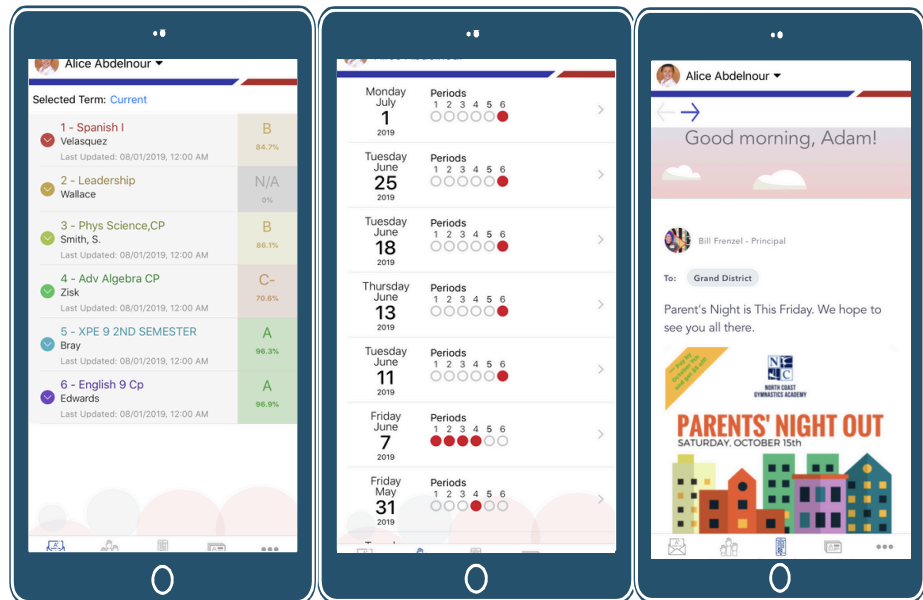 Alice Abdelnour
Selected Term: Current
1 - Spanish I
Velasquez
Last Updated: 08/01/2019, 12:00 AM
B
84.7%
2 - Leadership
Wallace
N/A
0%
3 - Phys Science,CP
Smith, S.
Last Updated: 08/01/2019, 12:00 AM
B
86.1%
4 - Adv Algebra CP
Zisk
Last Updated: 08/01/2019, 12:00 AM
C-
70.6%
5 - XPE 9 2ND SEMESTER
Bray
Last Updated: 08/01/2019, 12:00 AM
A
96.3%
6 - English 9 Cp
Edwards
Last Updated: 08/01/2019, 12:00 AM
A
96.9%
Monday
July
1
2019
Periods
1 2 3 4 5 6
Tuesday
June
25
2019
Periods
1 2 3 4 5 6
Tuesday
June
18
2019
Periods
1 2 3 4 5 6
Thursday
June
13
2019
Periods
1 2 3 4 5 6
Tuesday
June
11
2019
Periods
1 2 3 4 5 6
Friday
June
7
2019
Periods
1 2 3 4 5 6
Friday
May
31
2019
Periods
1 2 3 4 5 6
Alice Abdelnour
Good morning, Adam!
Bill Frenzel - Principal
To: Grand District
Parent's Night is This Friday. We hope to
see you all there.
Pay by
October 7th
and get $5 off!
N C
NORTH COAST
GYMNASTICS ACADEMY
PARENTS' NIGHT OUT
SATURDAY, OCTOBER 15th